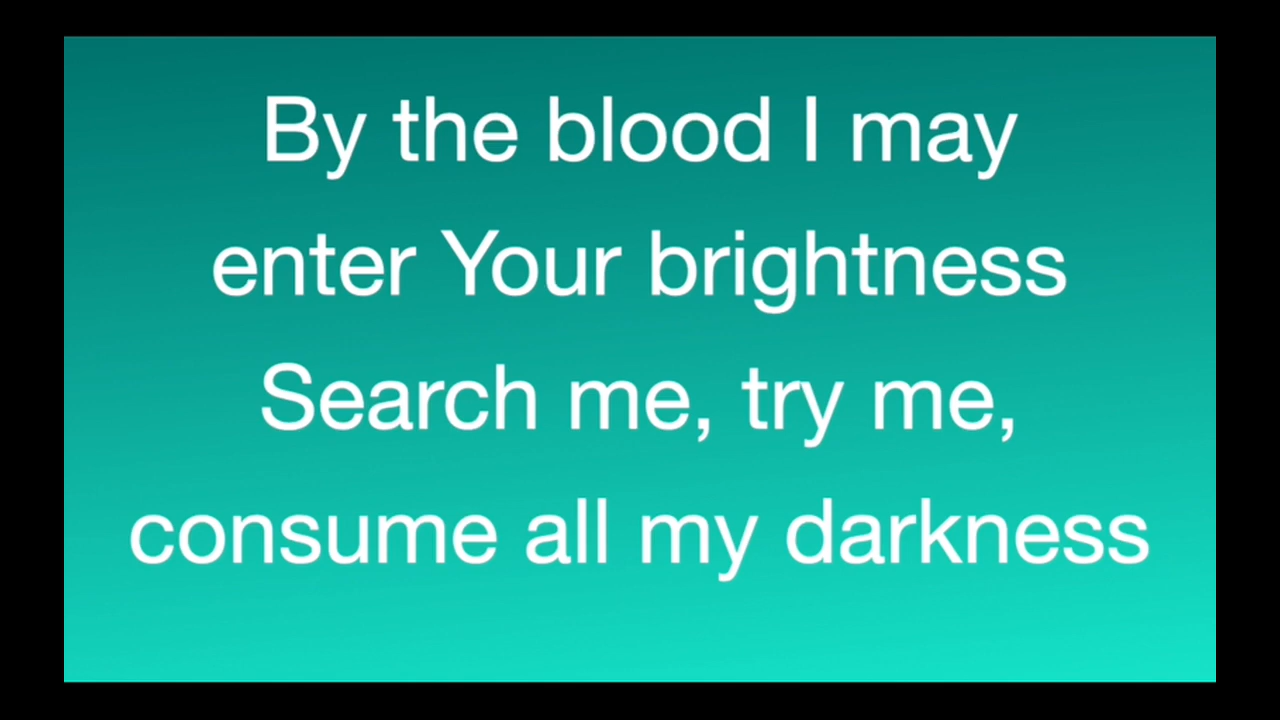 By the blood I may
enter Your brightness
Search me, try me,
consume all my darkness